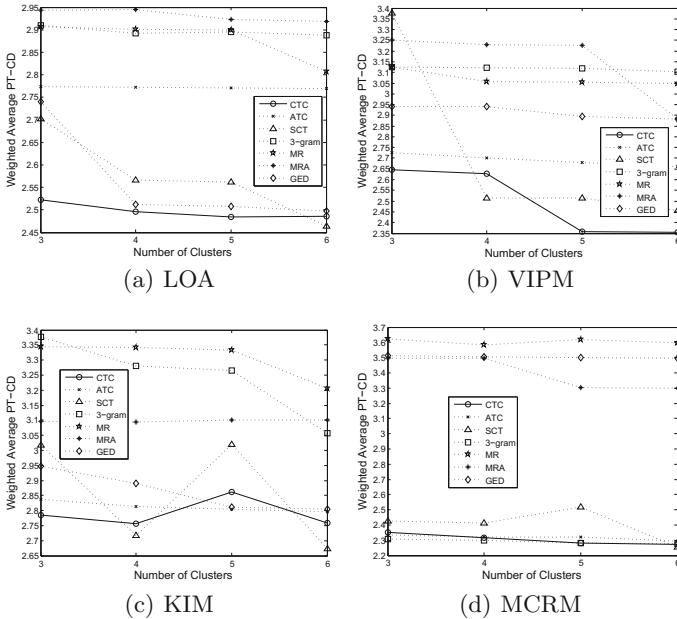 Weighted Average PT−CD
2.95
2.9
2.85
2.8
2.75
2.7
2.65
2.6
2.55
2.5
2.45
3 4 5 6
Number of Clusters
CTC
ATC
SCT
3−gram
MR
MRA
GED
(a) LOA
Weighted Average PT−CD
3.4
3.35
3.3
3.25
3.2
3.15
3.1
3.05
3
2.95
2.9
2.85
2.8
2.75
2.7
2.65
2.6
2.55
2.5
2.45
2.4
2.35
3 4 5 6
Number of Clusters
CTC
ATC
SCT
3−gram
MR
MRA
GED
(b) VIPM
Weighted Average PT−CD
3.4
3.35
3.3
3.25
3.2
3.15
3.1
3.05
3
2.95
2.9
2.85
2.8
2.75
2.7
2.65
3 4 5 6
Number of Clusters
CTC
ATC
SCT
3−gram
MR
MRA
GED
(c) KIM
Weighted Average PT−CD
3.7
3.6
3.5
3.4
3.3
3.2
3.1
3
2.9
2.8
2.7
2.6
2.5
2.4
2.3
2.2
3 4 5 6
Number of Clusters
CTC
ATC
SCT
3−gram
MR
MRA
GED
(d) MCRM